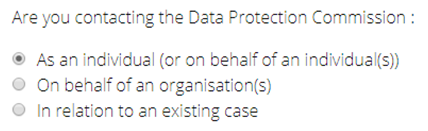 Are you contacting the Data Protection Commission :
As an individual (or on behalf of an individual(s))
On behalf of an organisation(s)
In relation to an existing case